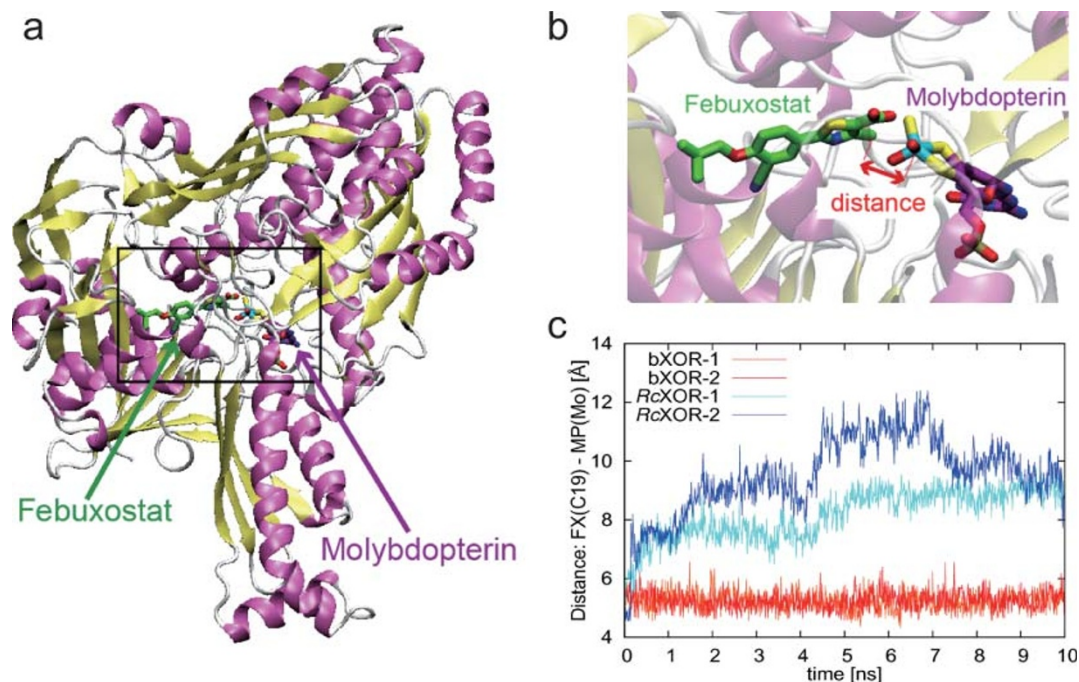 a
Febuxostat
Molybdopterin
b
Febuxostat
Molybdopterin
distance
c
Distance: FX(C19) - MP(Mo) [Å]
14
12
10
8
6
4
bXOR-1
bXOR-2
RcXOR-1
RcXOR-2
0 1 2 3 4 5 6 7 8 9 10
time [ns]